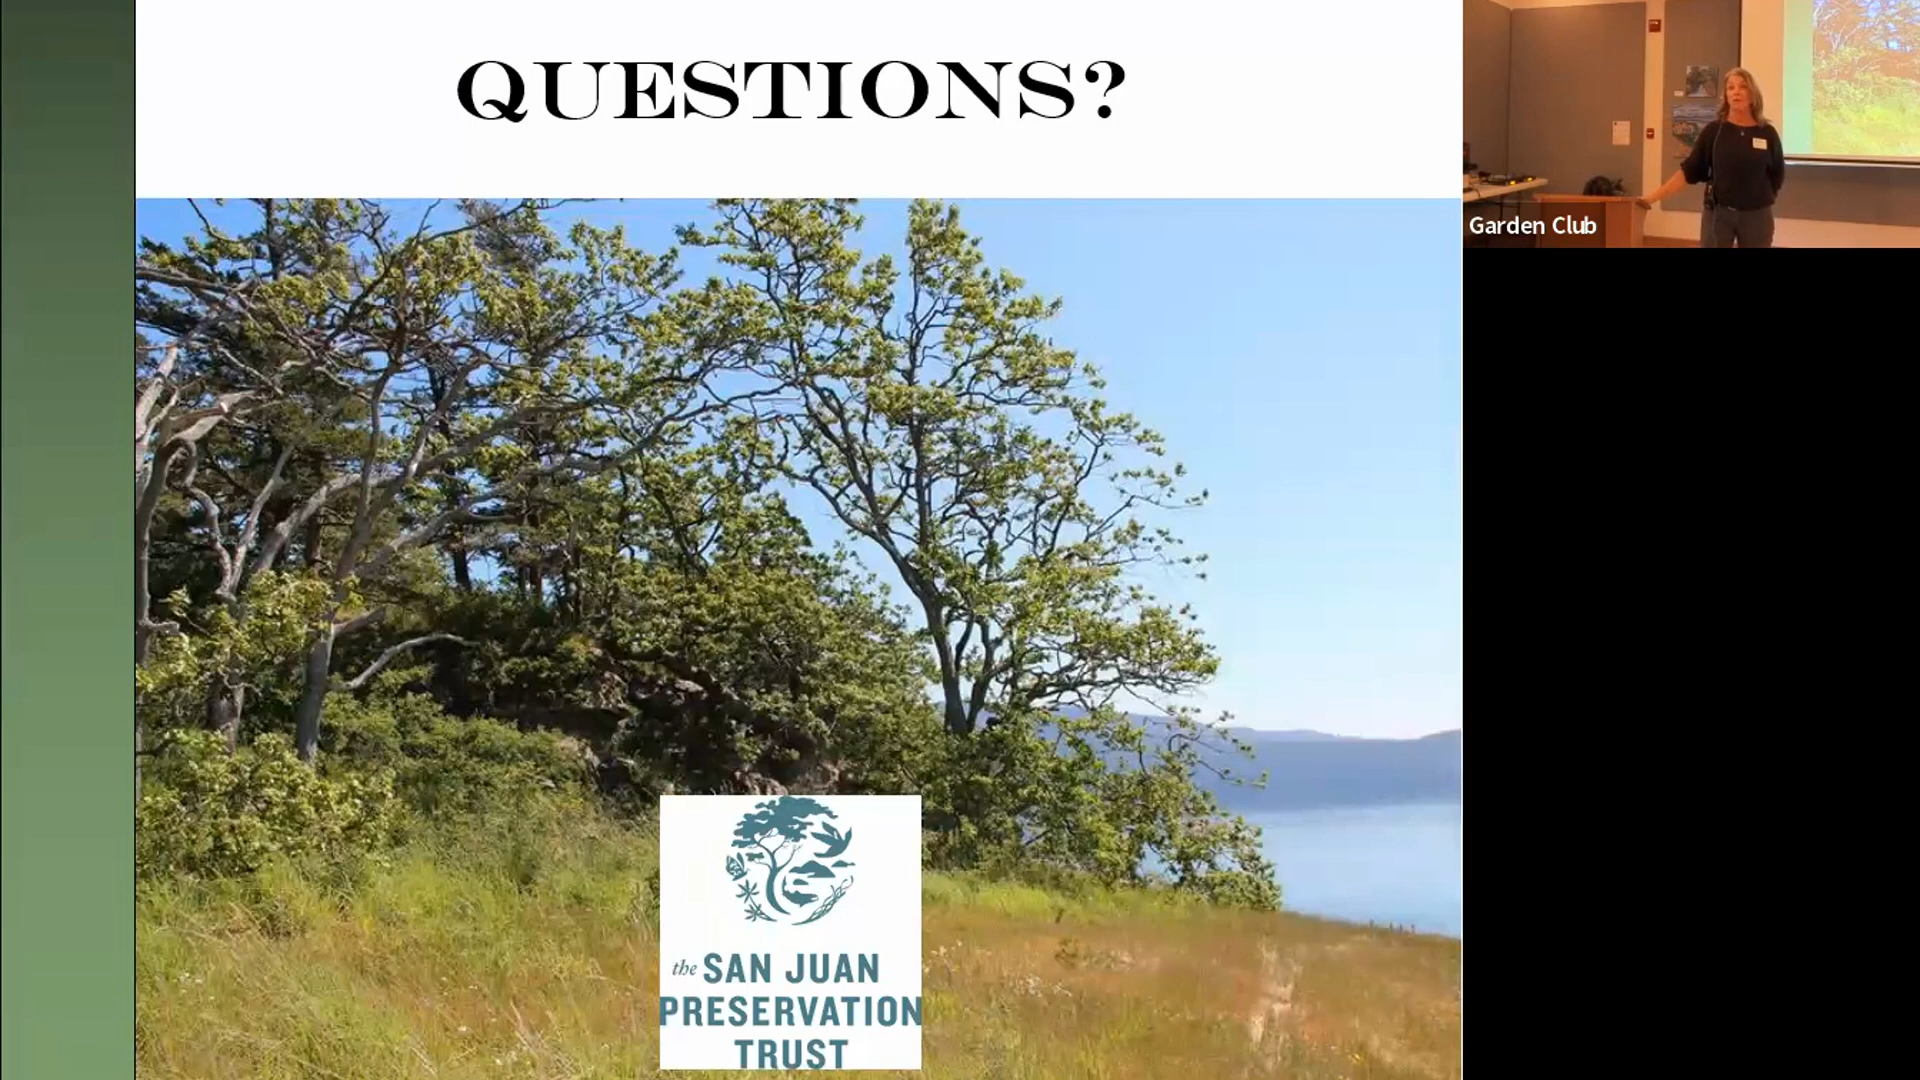 QUESTIONS?
Garden Club
the SAN JUAN
PRESERVATION
TRUST